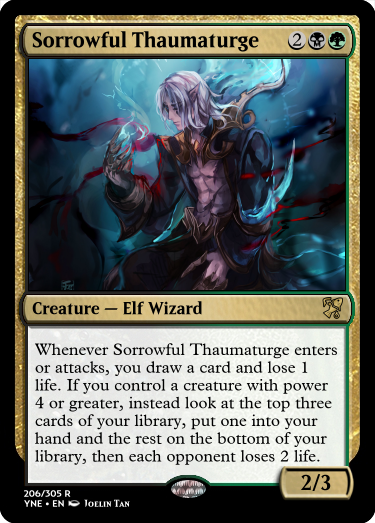 Sorrowful Thaumaturge 2
Creature — Elf Wizard
Whenever Sorrowful Thaumaturge enters
or attacks, you draw a card and lose 1
life. If you control a creature with power
4 or greater, instead look at the top three
cards of your library, put one into your
hand and the rest on the bottom of your
library, then each opponent loses 2 life.
2/3
206/305 R
YNE • EN Joelin Tan